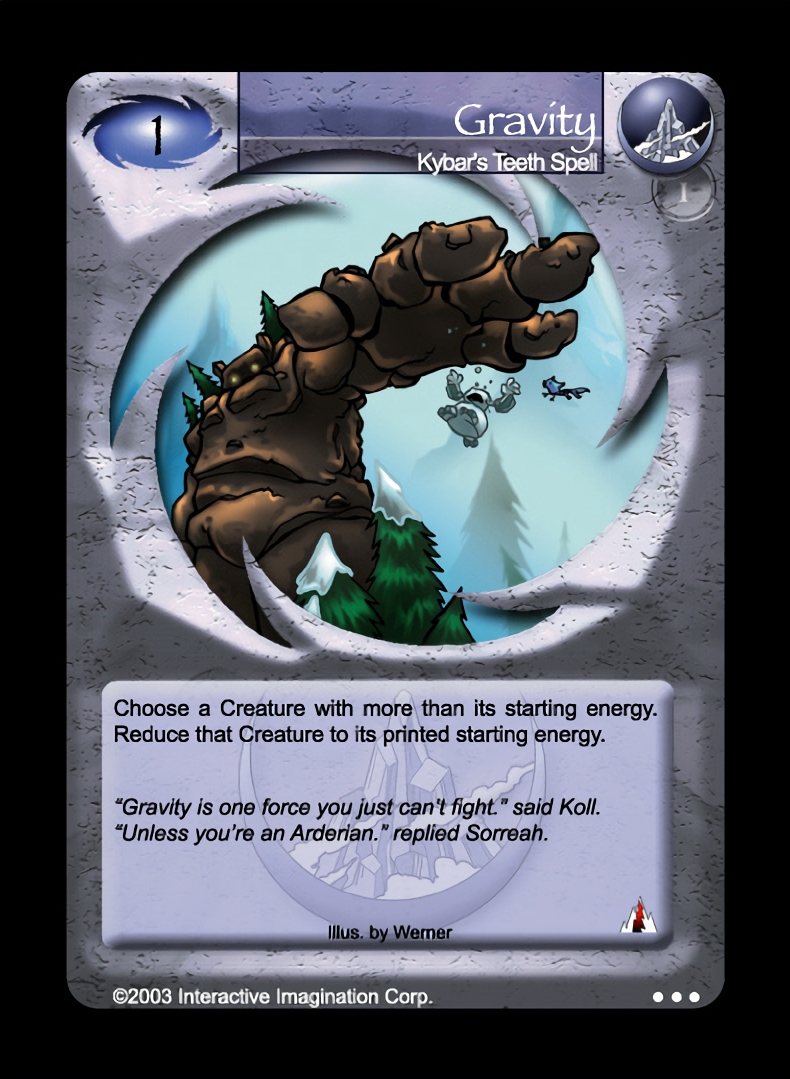 1
Gravity
Kybar's Teeth Spell
1
Choose a Creature with more than its starting energy.
Reduce that Creature to its printed starting energy.
“Gravity is one force you just can't fight.” said Koll.
“Unless you're an Arderian.” replied Sorreah.
Illus. by Werner
©2003 Interactive Imagination Corp.